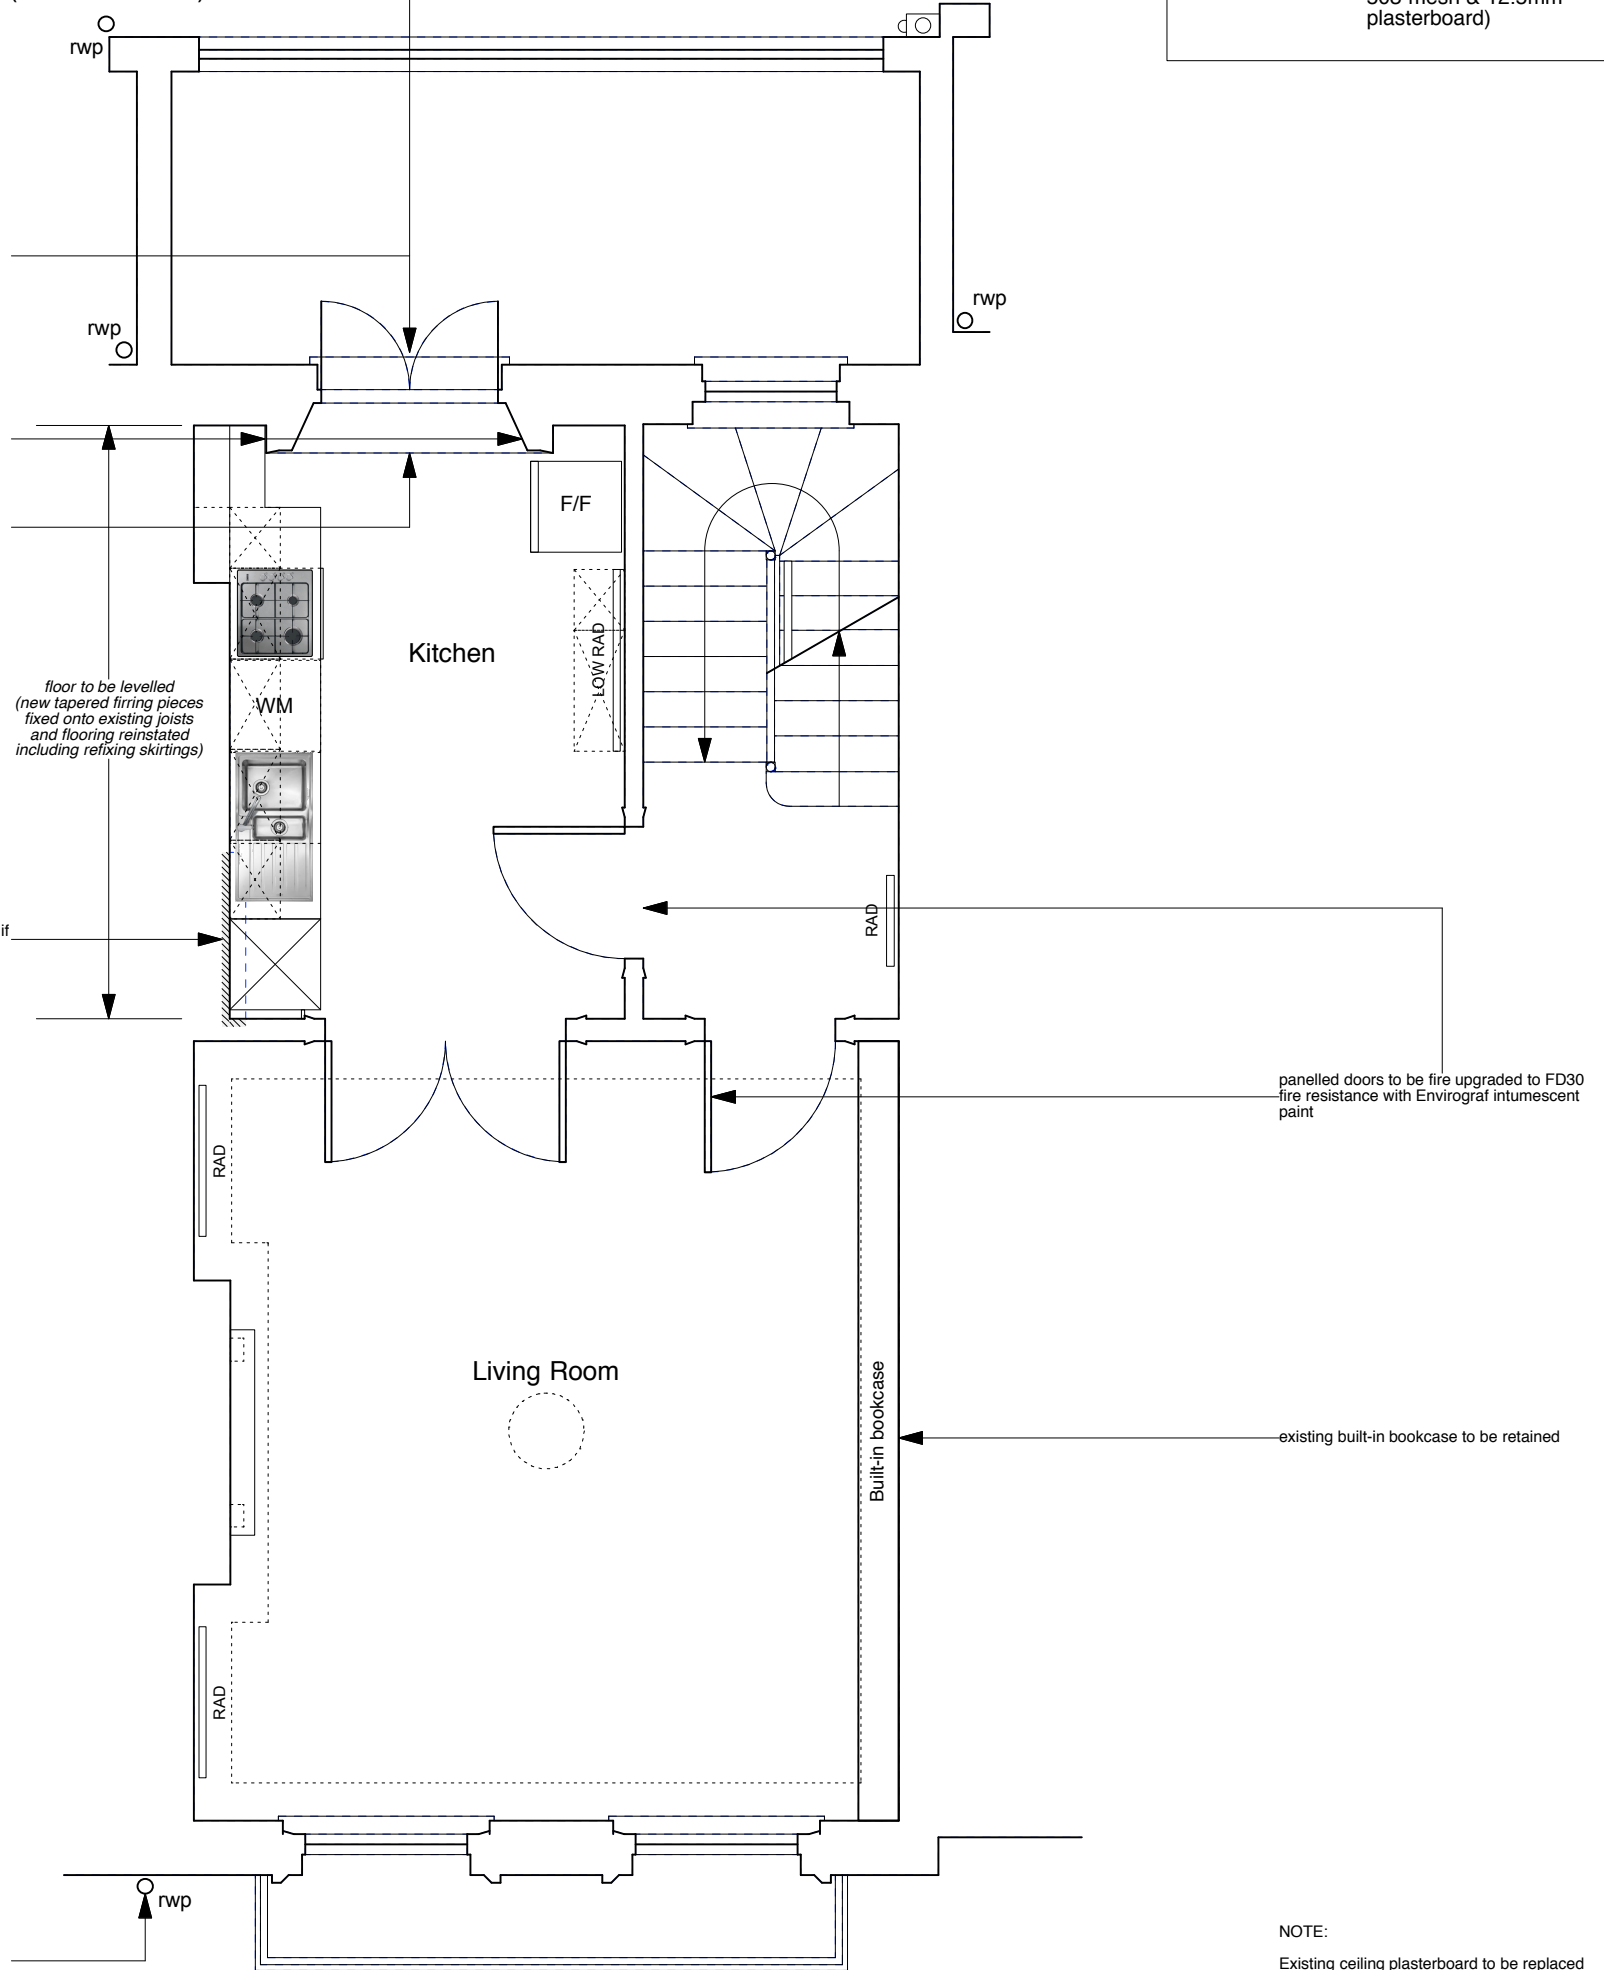 plasterboard)
rwp
rwp
rwp
F/F
Kitchen
LOW RAD
floor to be levelled
(new tapered firring pieces
fixed onto existing joists
and flooring reinstated
including refixing skirtings)
WM
if
RAD
panelled doors to be fire upgraded to FD30
fire resistance with Envirograf intumescent
paint
RAD
Living Room
Built-in bookcase
existing built-in bookcase to be retained
RAD
rwp
NOTE:
Existing ceiling plasterboard to be replaced